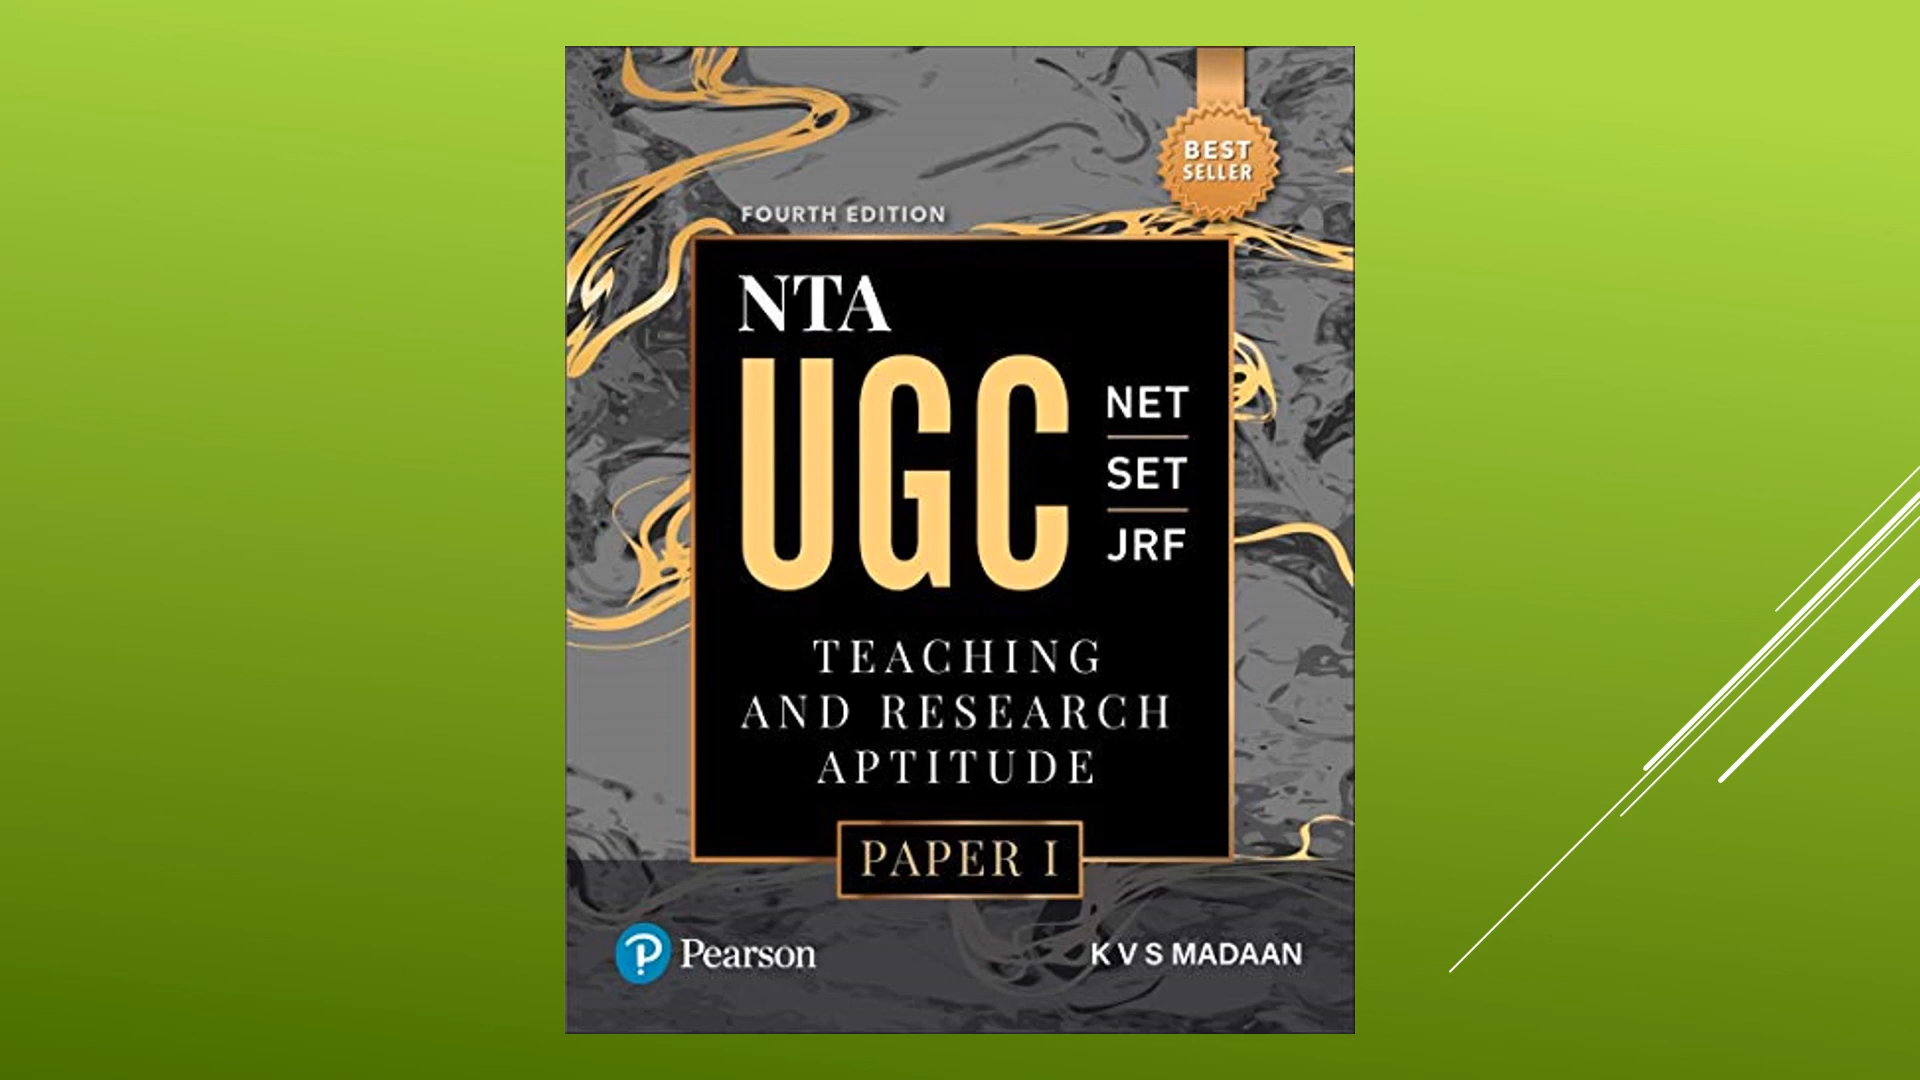 BEST
SELLER
FOURTH EDITION
NTA
UGC
NET
SET
JRF
TEACHING
AND RESEARCH
APTITUDE
PAPER I
Pearson
K V S MADAAN